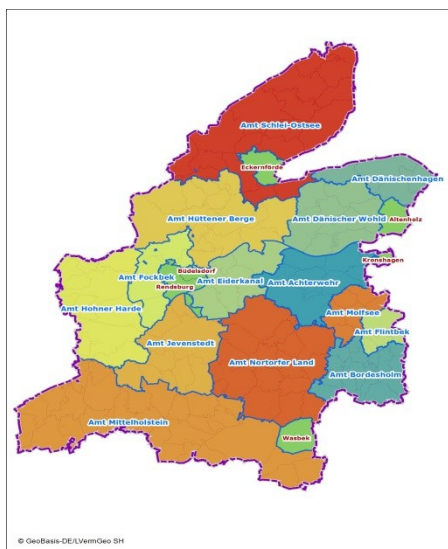 Amt Schlei-Ostsee
Eckernförde
Amt Dänischenhagen
Amt Hüttener Berge
Amt Dänischer Wohld
Altenholz
Kronshagen
Amt Fockbek
Büdelsdorf
Rendsburg
Amt Eiderkanal
Amt Achterwehr
Amt Hohner Harde
Amt Molfsee
Amt Flintbek
Amt Jevenstedt
Amt Nortorfer Land
Amt Bordesholm
Amt Mittelholstein
Wasbek
© GeoBasis-DE/LVermGeo SH